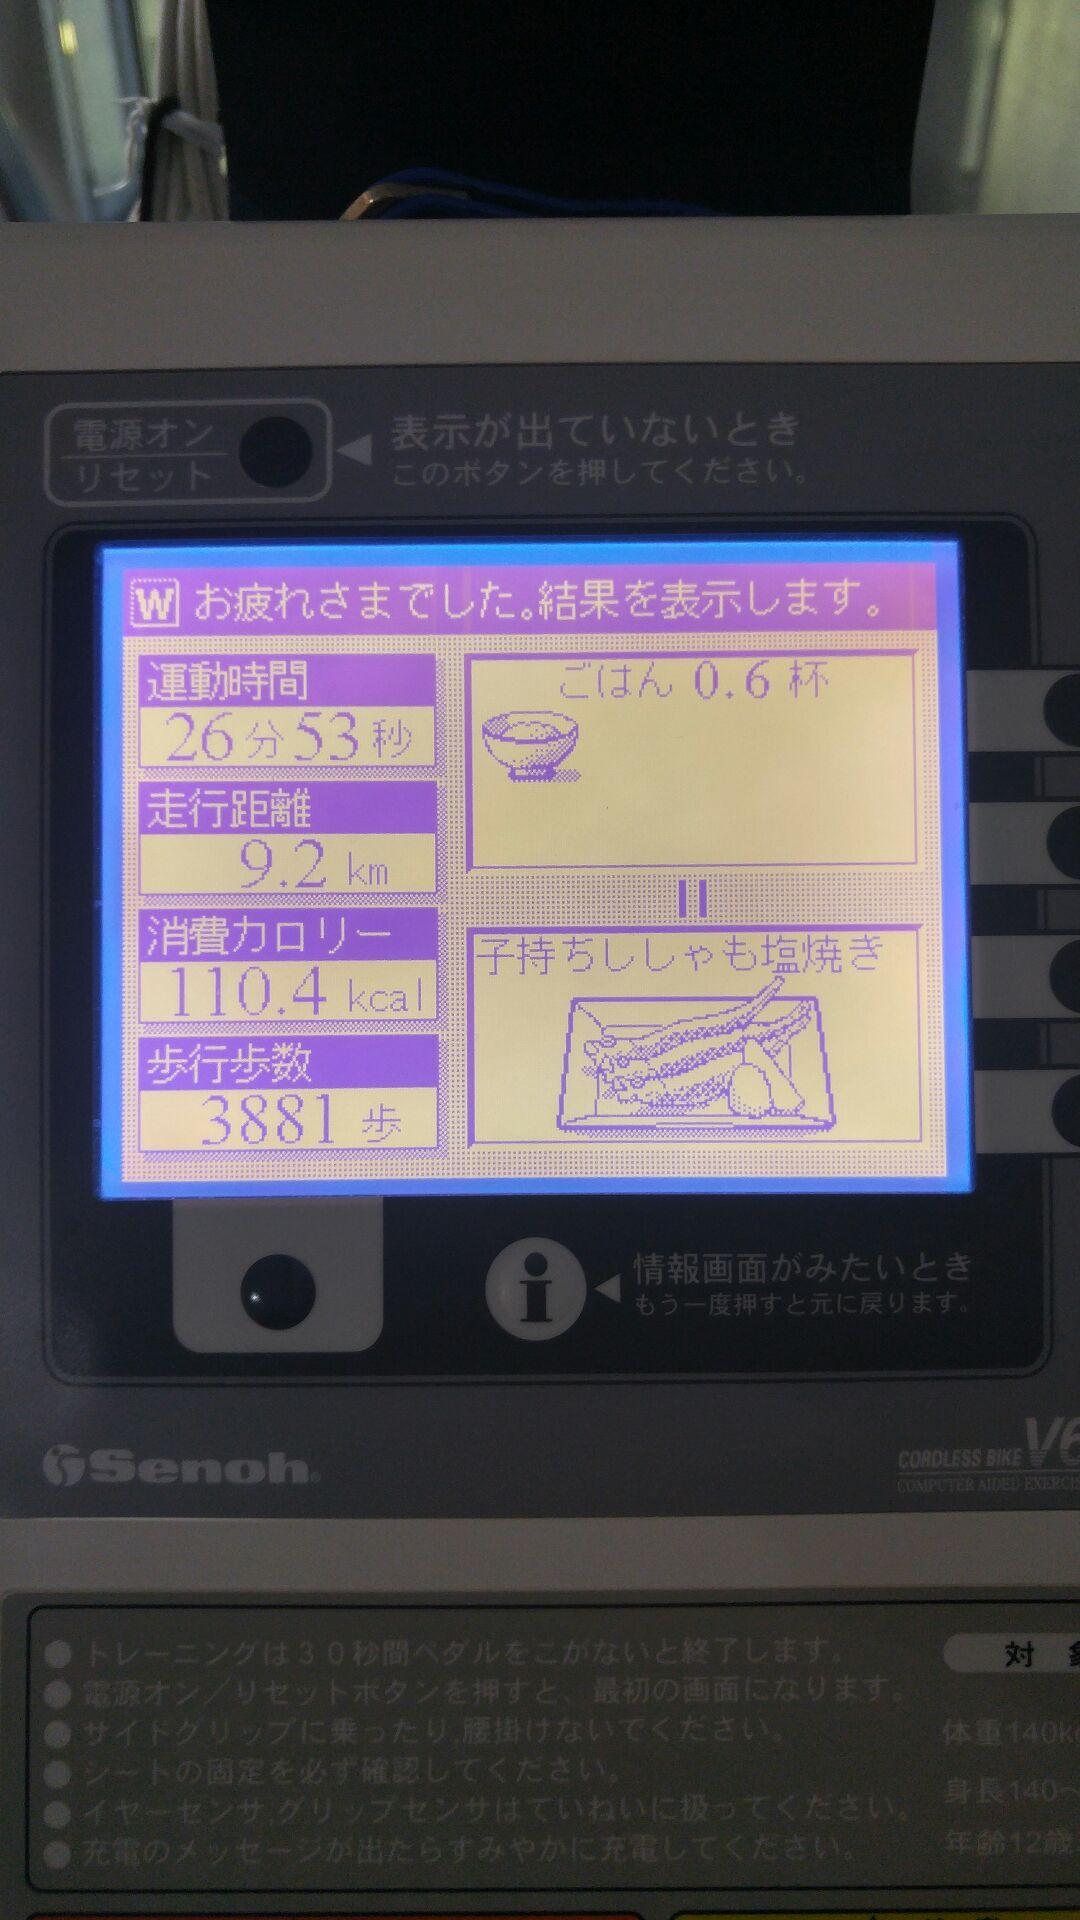 電源オン
リセット
表示が出ていないとき
このボタンを押してください。
W お疲れさまでした。結果を表示します。
運動時間
26分53秒
走行距離
9.2 km
消費カロリー
110.4 kcal
歩行歩数
3881 歩
ごはん 0.6 杯
=
子持ちししゃも塩焼き
i
情報画面がみたいとき
もう一度押すと元に戻ります。
Senoh
CORDLESS BIKE V6
COMPUTER AIDED
● トレーニングは30秒間ペダルをこがないと終了します。
● 電源オン/リセットボタンを押すと、最初の画面になります。
● サイドグリップに乗ったり,腰掛けないでください。
● シートの固定を必ず確認してください。
● イヤーセンサ,グリップセンサはていねいに扱ってください。
● 充電のメッセージが出たらすみやかに充電してください。
対
体重140
身長140~
年齢12歳